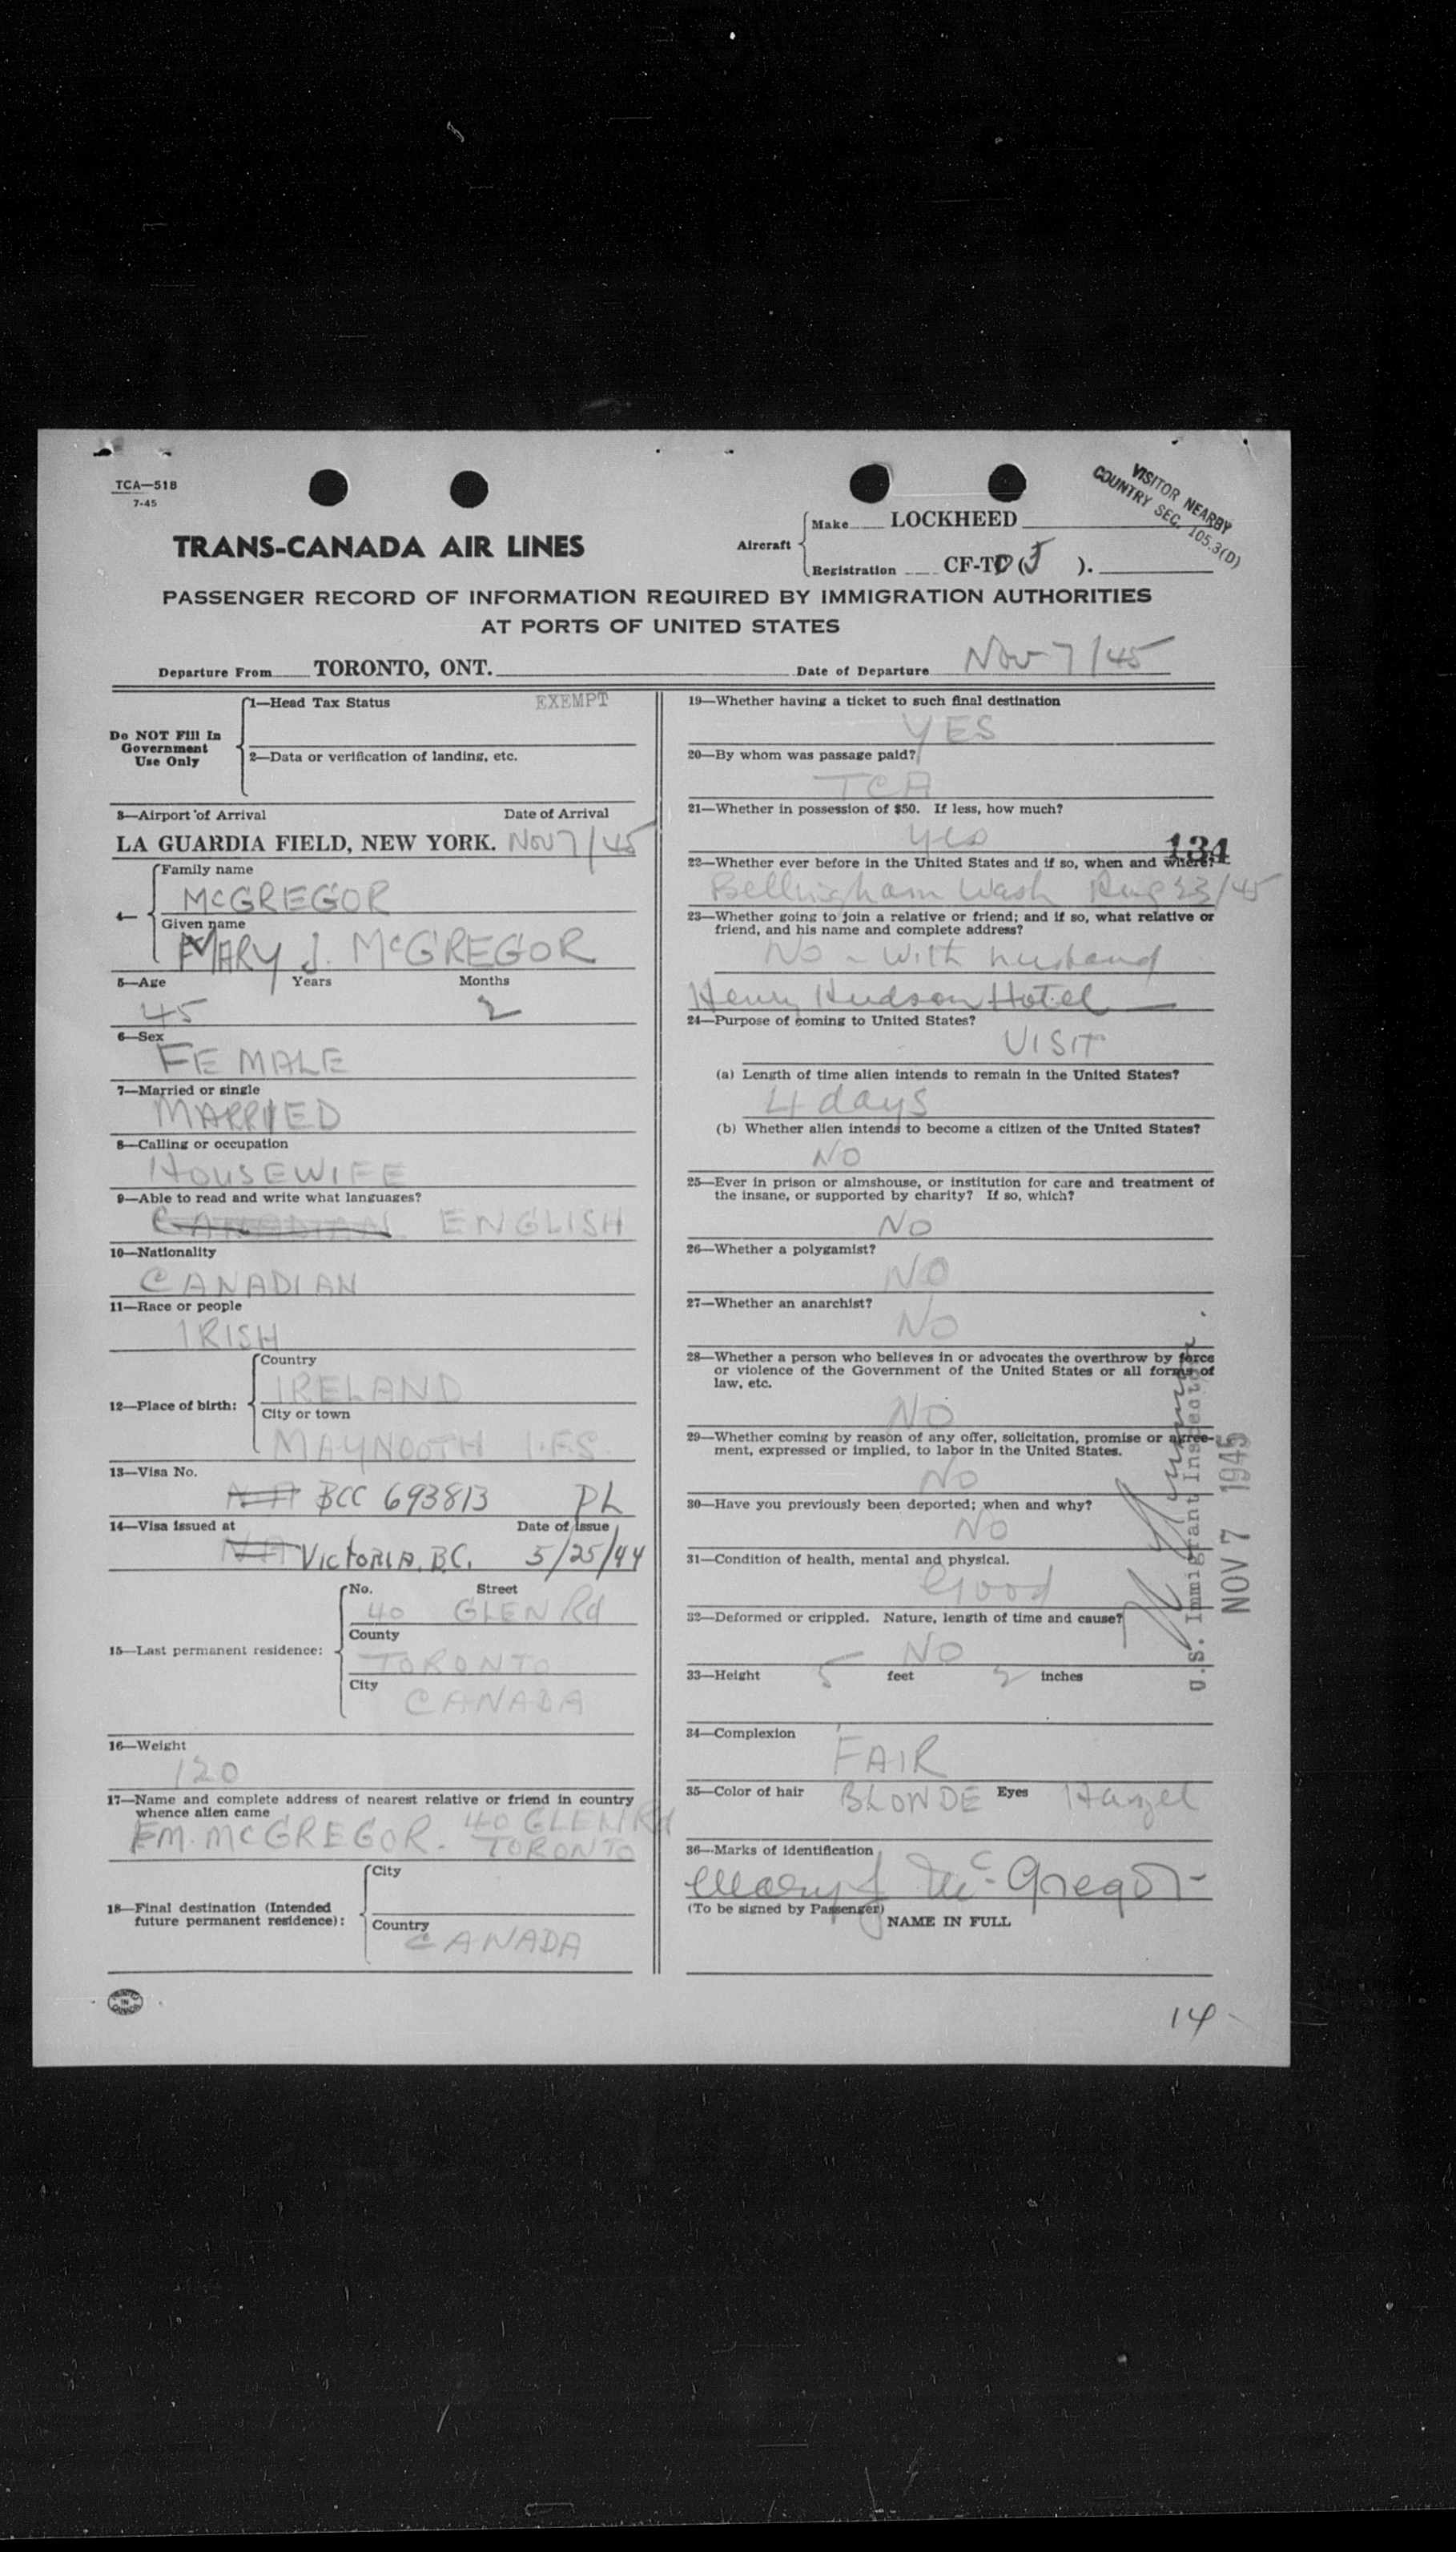 TCA—518
7-45
VISITOR NEARBY
COUNTRY SEC. 105.3(D)
TRANS-CANADA AIR LINES
Aircraft
Make LOCKHEED
Registration CF-TC (J ).
PASSENGER RECORD OF INFORMATION REQUIRED BY IMMIGRATION AUTHORITIES
AT PORTS OF UNITED STATES
Departure From TORONTO, ONT. Date of Departure Nov 7/45
Do NOT Fill In
Government
Use Only
1—Head Tax Status EXEMPT
2—Data or verification of landing, etc.
3—Airport of Arrival Date of Arrival
LA GUARDIA FIELD, NEW YORK. Nov 7/45
4—
Family name
McGREGOR
Given name
MARY J. McGREGOR
5—Age Years Months
45 2
6—Sex
FEMALE
7—Married or single
MARRIED
8—Calling or occupation
HOUSEWIFE
9—Able to read and write what languages?
CANADIAN ENGLISH
10—Nationality
CANADIAN
11—Race or people
IRISH
12—Place of birth:
Country
IRELAND
City or town
MAYNOOTH I.F.S.
13—Visa No.
NA BCC 693813 PL
14—Visa issued at Date of Issue
NA VICTORIA, B.C. 5/25/44
15—Last permanent residence:
No. Street
40 GLEN Rd
County
TORONTO
City
CANADA
16—Weight
120
17—Name and complete address of nearest relative or friend in country
whence alien came
F.M. McGREGOR. 40 GLEN Rd
TORONTO
18—Final destination (Intended
future permanent residence):
City
Country
CANADA
PRINTED
IN
CANADA
19—Whether having a ticket to such final destination
YES
20—By whom was passage paid?
TCA
21—Whether in possession of $50. If less, how much?
yes
134
22—Whether ever before in the United States and if so, when and where?
Bellingham Wash Aug 23/45
23—Whether going to join a relative or friend; and if so, what relative or
friend, and his name and complete address?
No - With husband
Henry Hudson Hotel
24—Purpose of coming to United States?
VISIT
(a) Length of time alien intends to remain in the United States?
4 days
(b) Whether alien intends to become a citizen of the United States?
NO
25—Ever in prison or almshouse, or institution for care and treatment of
the insane, or supported by charity? If so, which?
NO
26—Whether a polygamist?
NO
27—Whether an anarchist?
NO
28—Whether a person who believes in or advocates the overthrow by force
or violence of the Government of the United States or all forms of
law, etc.
NO
29—Whether coming by reason of any offer, solicitation, promise or agree-
ment, expressed or implied, to labor in the United States.
NO
30—Have you previously been deported; when and why?
NO
31—Condition of health, mental and physical.
Good
32—Deformed or crippled. Nature, length of time and cause?
NO
33—Height 5 feet 2 inches
34—Complexion
FAIR
35—Color of hair BLONDE Eyes Hazel
36—Marks of identification
Mary J McGregor
(To be signed by Passenger)
NAME IN FULL
U.S. Immigrant Inspector.
NOV 7 1945
14